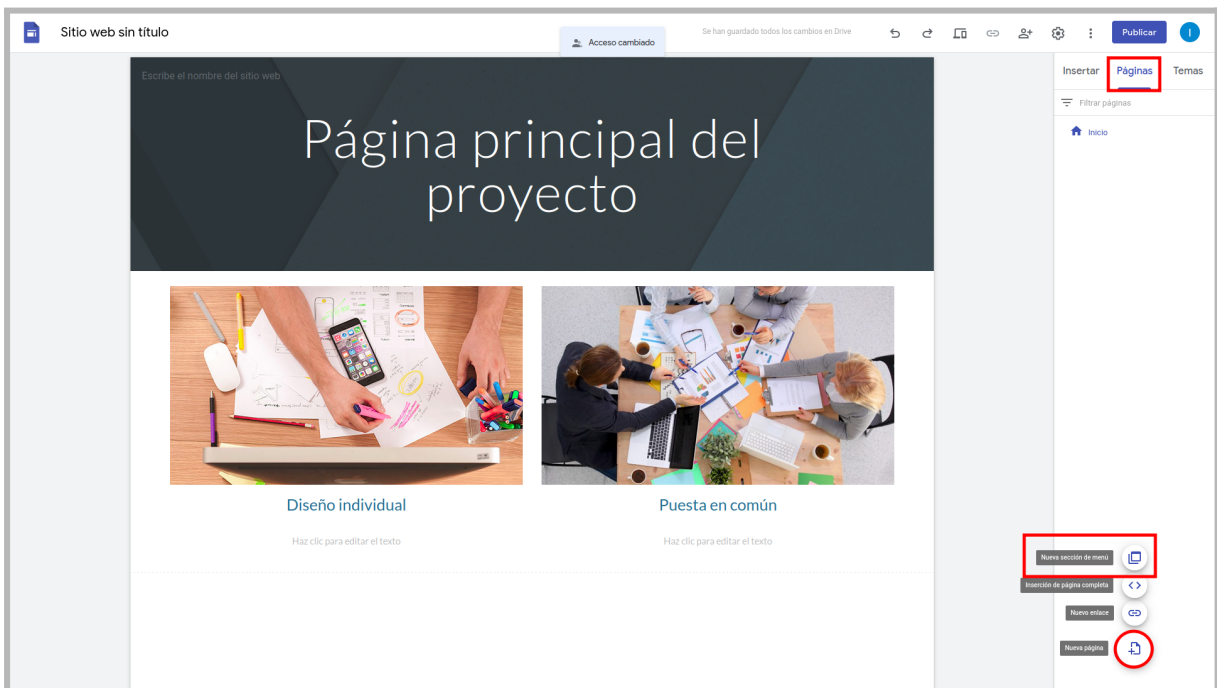 Sitio web sin título
Acceso cambiado
Se han guardado todos los cambios en Drive
Publicar
I
Insertar
Páginas
Temas
Escribe el nombre del sitio web
Filtrar páginas
Inicio
Página principal del
proyecto
Diseño individual
Puesta en común
Haz clic para editar el texto
Haz clic para editar el texto
Nueva sección de menú
Inserción de página completa
Nuevo enlace
Nueva página